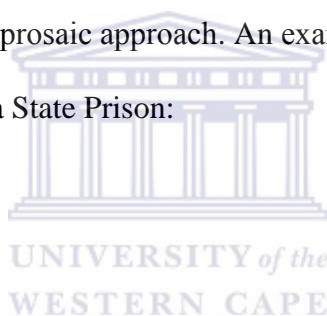 prosaic approach. An exa
a State Prison:
UNIVERSITY of the
WESTERN CAPE